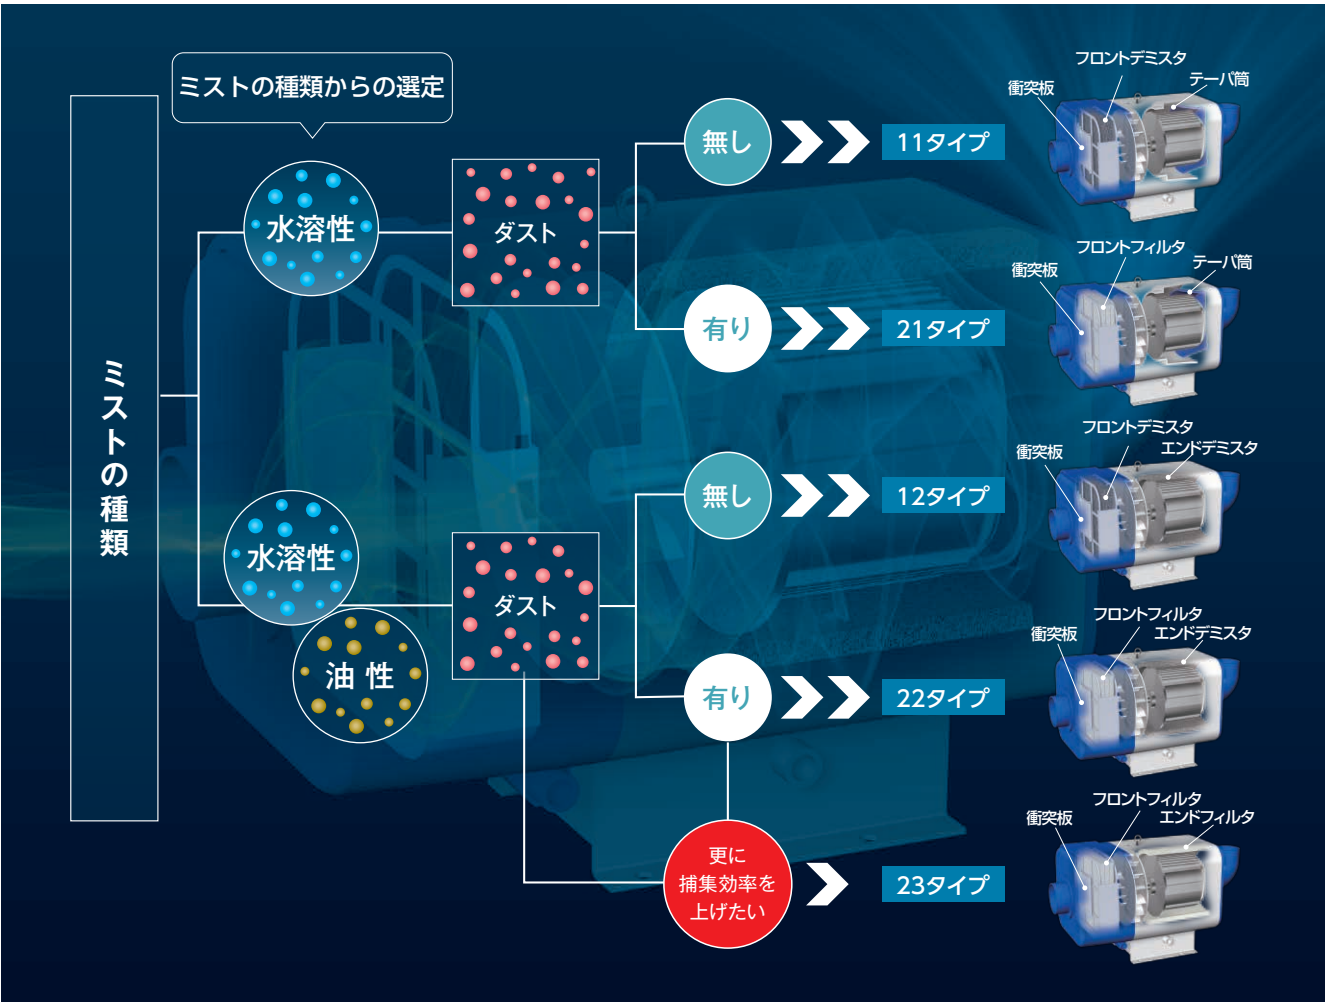 ミストの種類からの選定
ミストの種類
水溶性
ダスト
無し
11タイプ
フロントデミスタ
衝突板
テーパ筒
有り
21タイプ
フロントフィルタ
衝突板
テーパ筒
水溶性
油性
ダスト
無し
12タイプ
フロントデミスタ
衝突板
エンドデミスタ
有り
22タイプ
フロントフィルタ
衝突板
エンドデミスタ
更に
捕集効率を
上げたい
23タイプ
フロントフィルタ
衝突板
エンドフィルタ